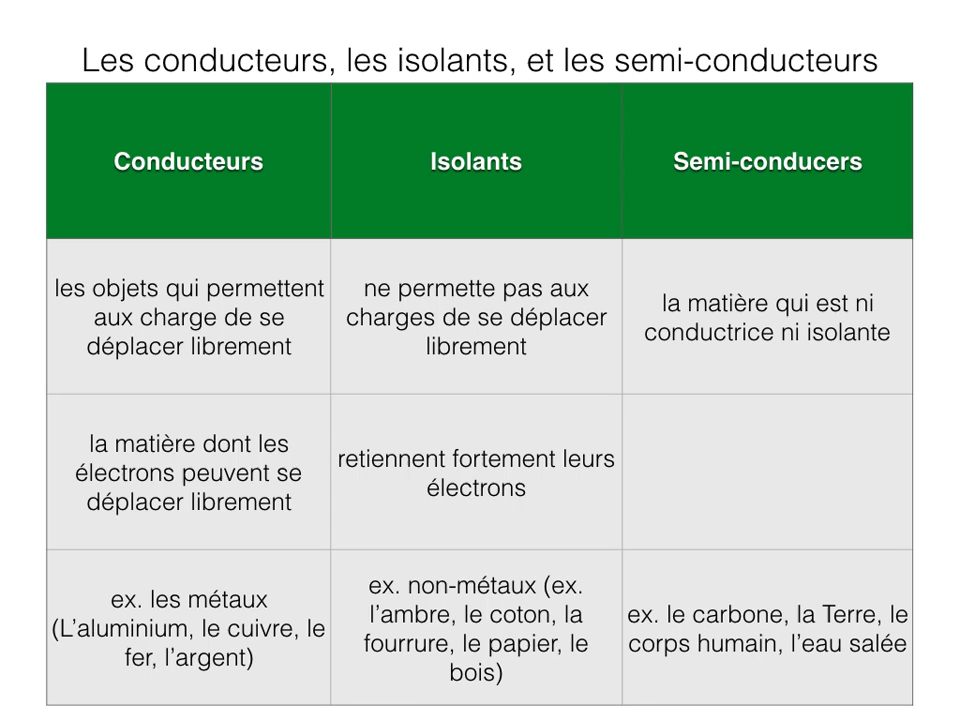 Les conducteurs, les isolants, et les semi-conducteurs
Conducteurs
Isolants
Semi-conducers
les objets qui permettent
aux charge de se
déplacer librement
ne permette pas aux
charges de se déplacer
librement
la matière qui est ni
conductrice ni isolante
la matière dont les
électrons peuvent se
déplacer librement
retiennent fortement leurs
électrons
ex. les métaux
(L’aluminium, le cuivre, le
fer, l’argent)
ex. non-métaux (ex.
l’ambre, le coton, la
fourrure, le papier, le
bois)
ex. le carbone, la Terre, le
corps humain, l’eau salée